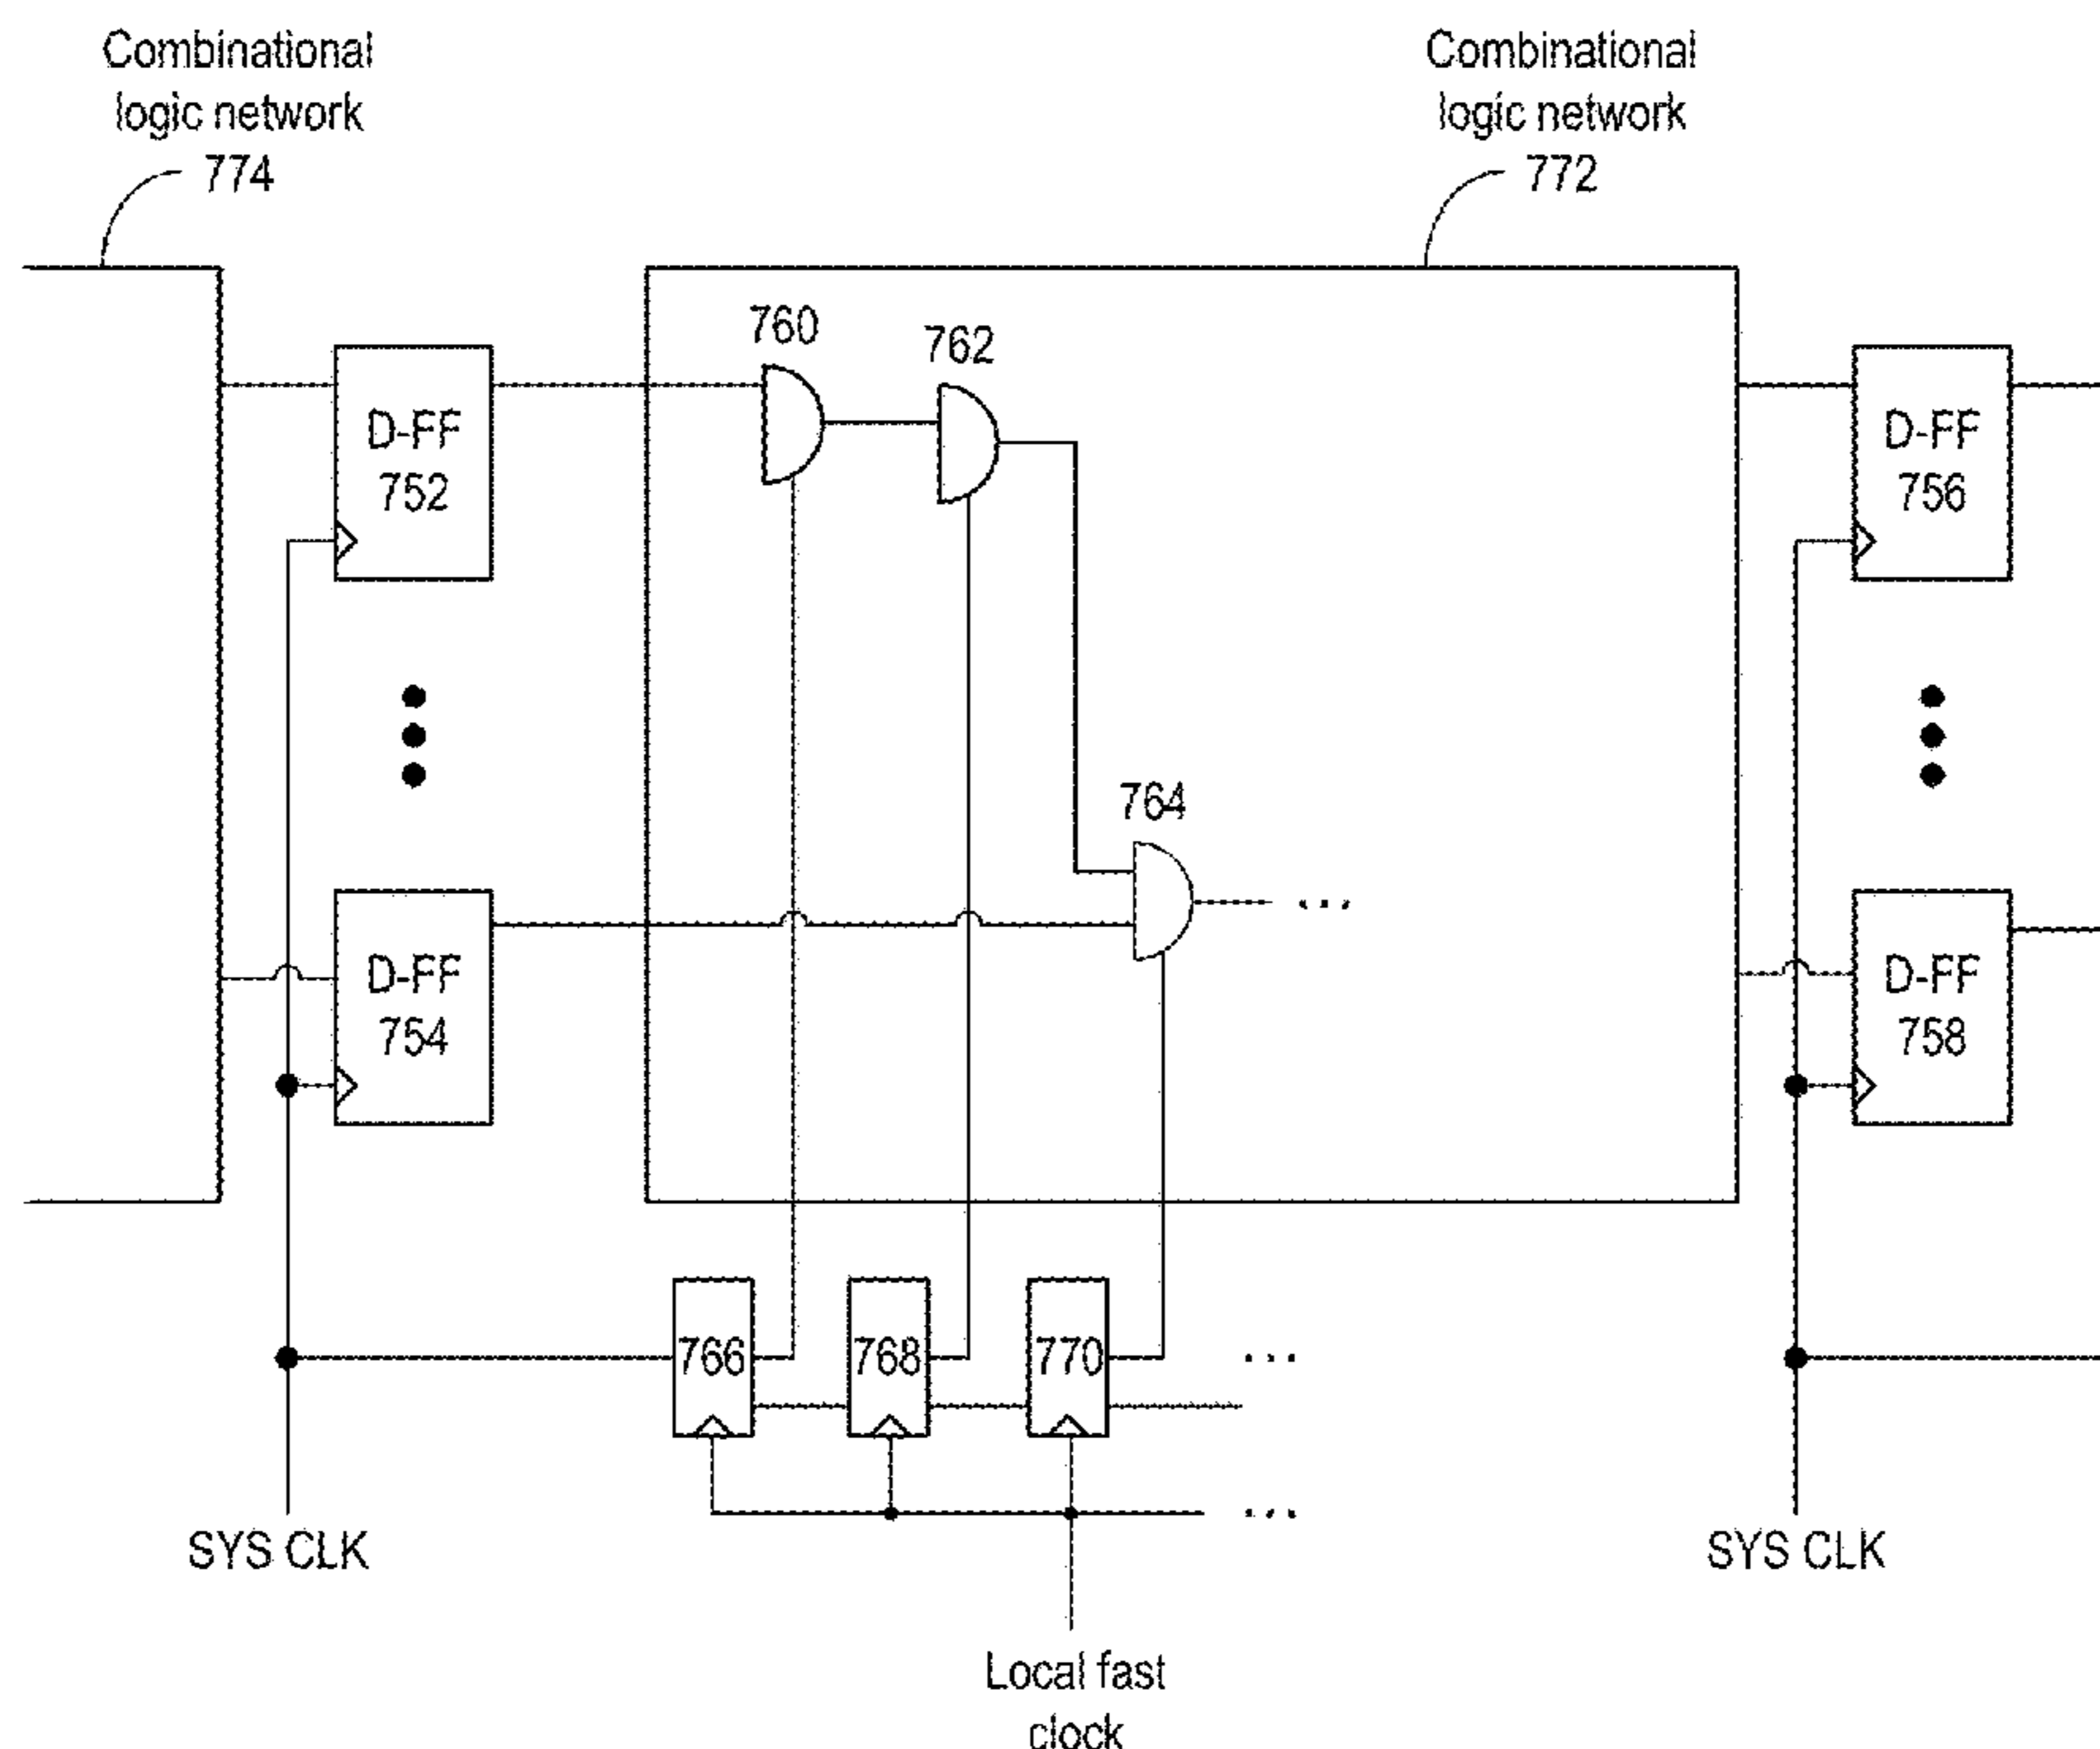 Combinational
logic network
774
Combinational
logic network
772
760
762
D-FF
752
D-FF
756
764
D-FF
754
D-FF
758
766
768
770
SYS CLK
SYS CLK
Local fast
clock